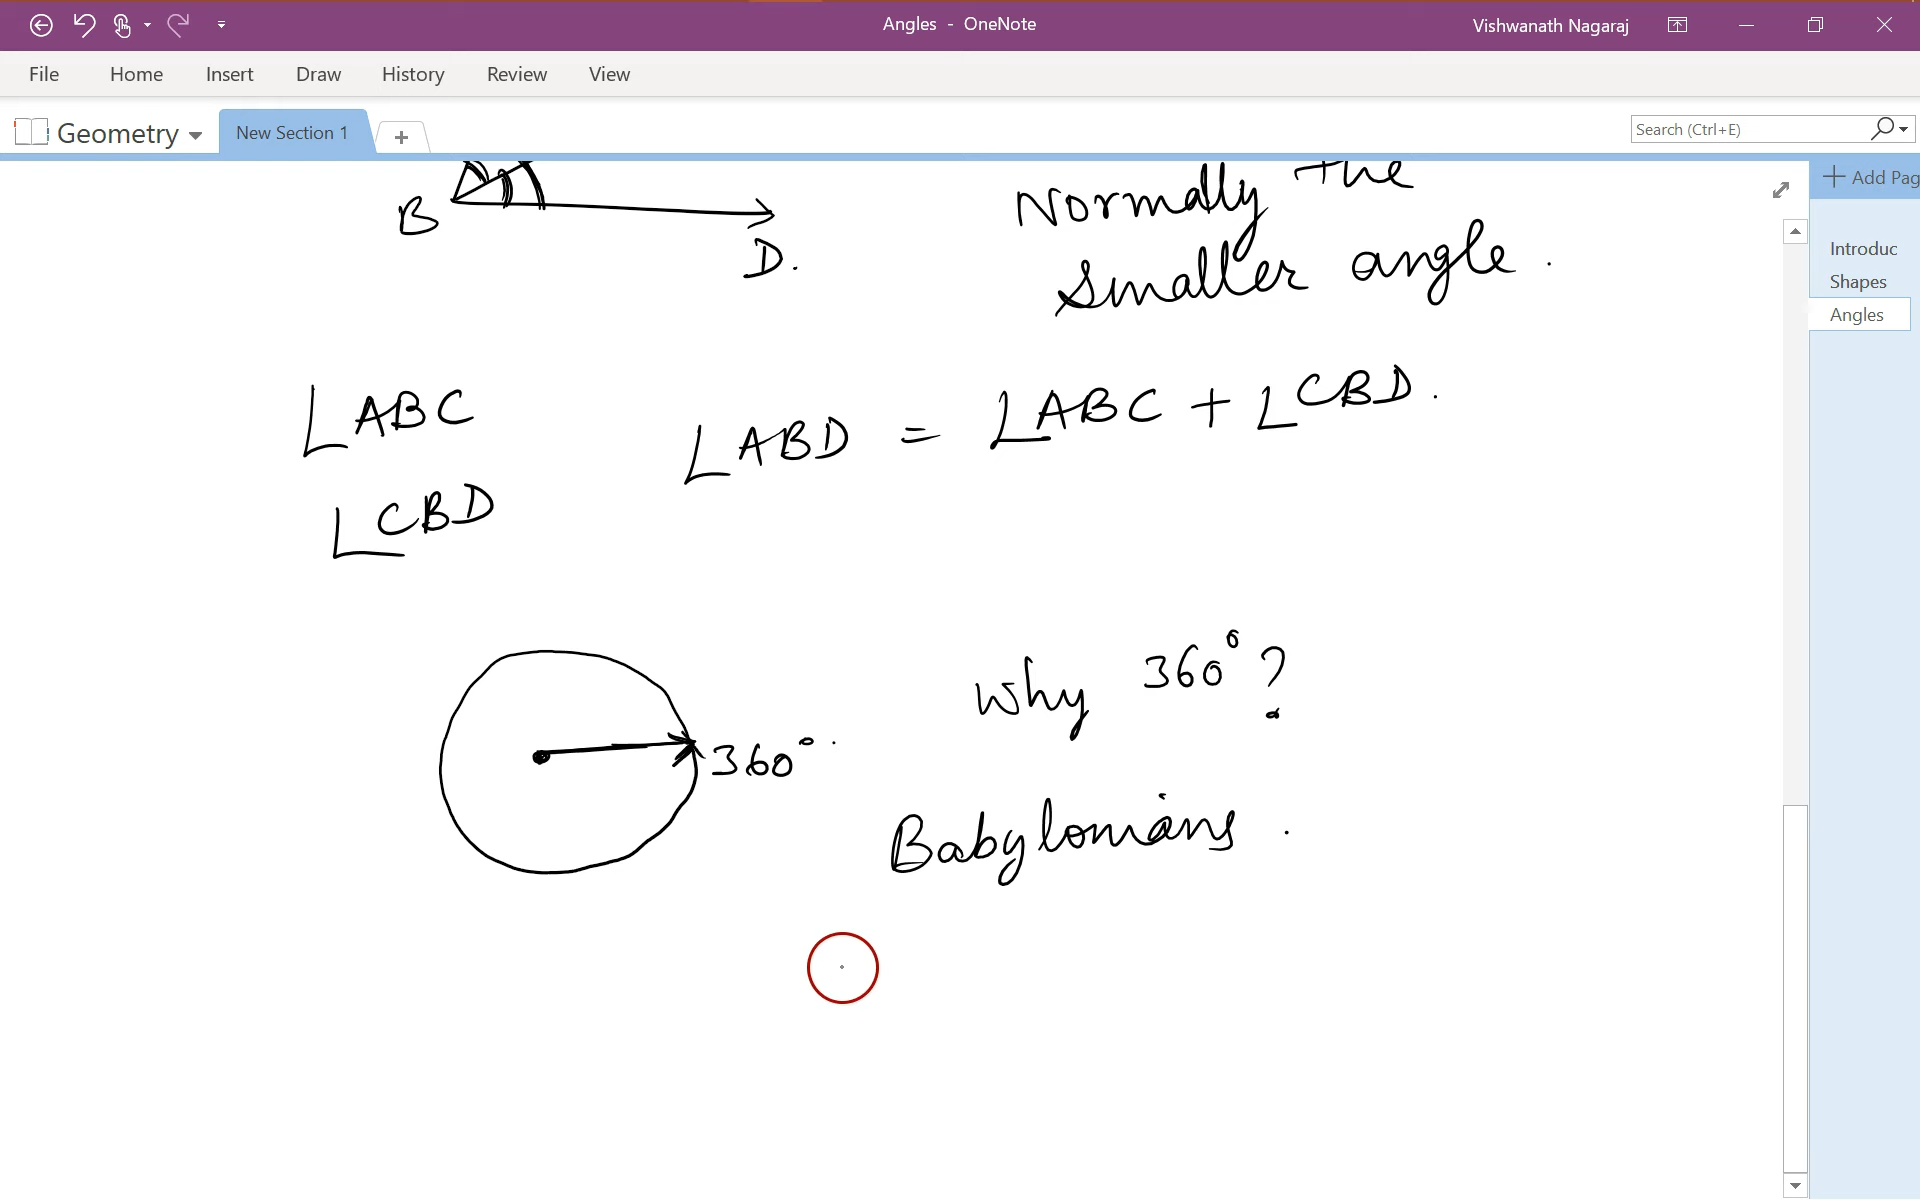 Angles - OneNote
Vishwanath Nagaraj
File Home Insert Draw History Review View
Geometry
New Section 1
+
Search (Ctrl+E)
Add Pag
Introduc
Shapes
Angles
B
D.
Normally the
smaller angle.
∠ABC
∠ABD = ∠ABC + ∠CBD.
∠CBD
360°.
Why 360°?
Babylonians.